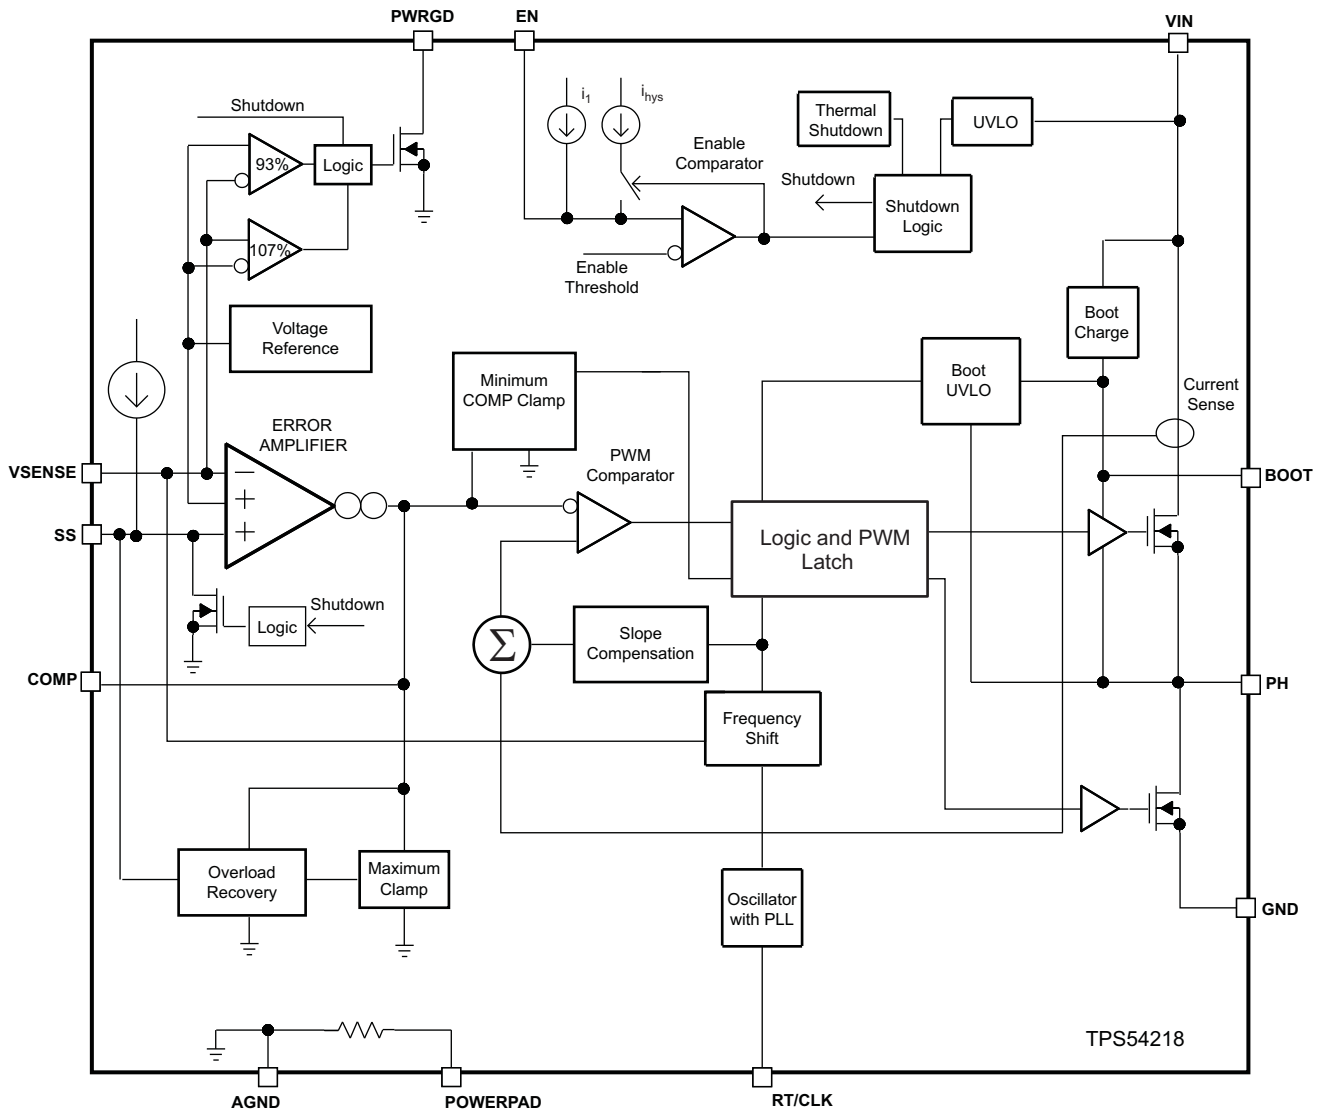 PWRGD
EN
VIN
Shutdown
93%
Logic
107%
i1
ihys
Enable
Comparator
Thermal
Shutdown
UVLO
Shutdown
Shutdown
Logic
Enable
Threshold
Voltage
Reference
Boot
Charge
Minimum
COMP Clamp
Boot
UVLO
Current
Sense
ERROR
AMPLIFIER
PWM
Comparator
VSENSE
−
+
+
BOOT
SS
Logic and PWM
Latch
Shutdown
Logic
Σ
Slope
Compensation
COMP
PH
Frequency
Shift
Overload
Recovery
Maximum
Clamp
Oscillator
with PLL
GND
TPS54218
AGND
POWERPAD
RT/CLK